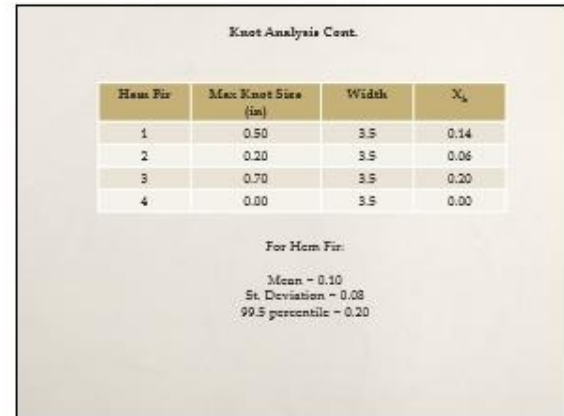 Knot Analysis Cont.
Hem Fir Max Knot Size (in) Width Xk
1 0.50 3.5 0.14
2 0.20 3.5 0.06
3 0.70 3.5 0.20
4 0.00 3.5 0.00
For Hem Fir:
Mean = 0.10
St. Deviation = 0.08
99.5 percentile = 0.20